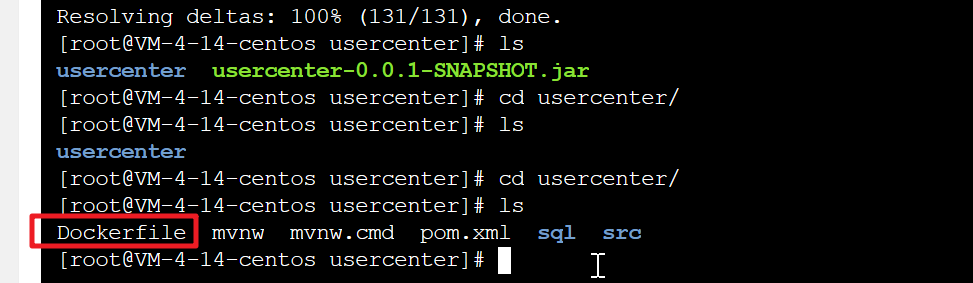 Resolving deltas: 100% (131/131), done.
[root@VM-4-14-centos usercenter]# ls
usercenter  usercenter-0.0.1-SNAPSHOT.jar
[root@VM-4-14-centos usercenter]# cd usercenter/
[root@VM-4-14-centos usercenter]# ls
usercenter
[root@VM-4-14-centos usercenter]# cd usercenter/
[root@VM-4-14-centos usercenter]# ls
Dockerfile  mvnw  mvnw.cmd  pom.xml  sql  src
[root@VM-4-14-centos usercenter]#